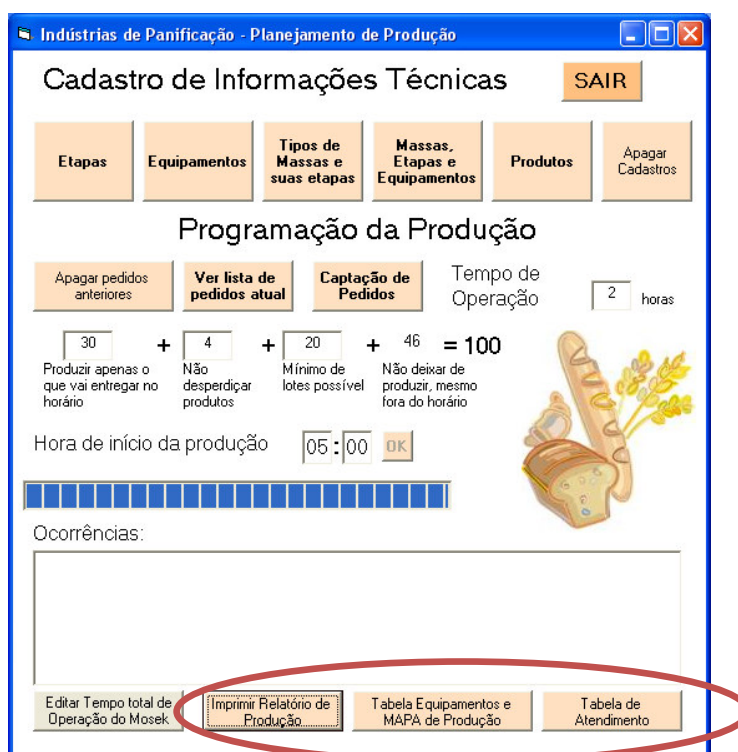 Indústrias de Panificação - Planejamento de Produção
Cadastro de Informações Técnicas
SAIR
Etapas
Equipamentos
Tipos de
Massas e
suas etapas
Massas,
Etapas e
Equipamentos
Produtos
Apagar
Cadastros
Programação da Produção
Apagar pedidos
anteriores
Ver lista de
pedidos atual
Captação de
Pedidos
Tempo de
Operação
2
horas
30 + 4 + 20 + 46 = 100
Produzir apenas o
que vai entregar no
horário
Não
desperdiçar
produtos
Mínimo de
lotes possível
Não deixar de
produzir, mesmo
fora do horário
Hora de início da produção
05:00
OK
Ocorrências:
Editar Tempo total de
Operação do Mosek
Imprimir Relatório de
Produção
Tabela Equipamentos e
MAPA de Produção
Tabela de
Atendimento